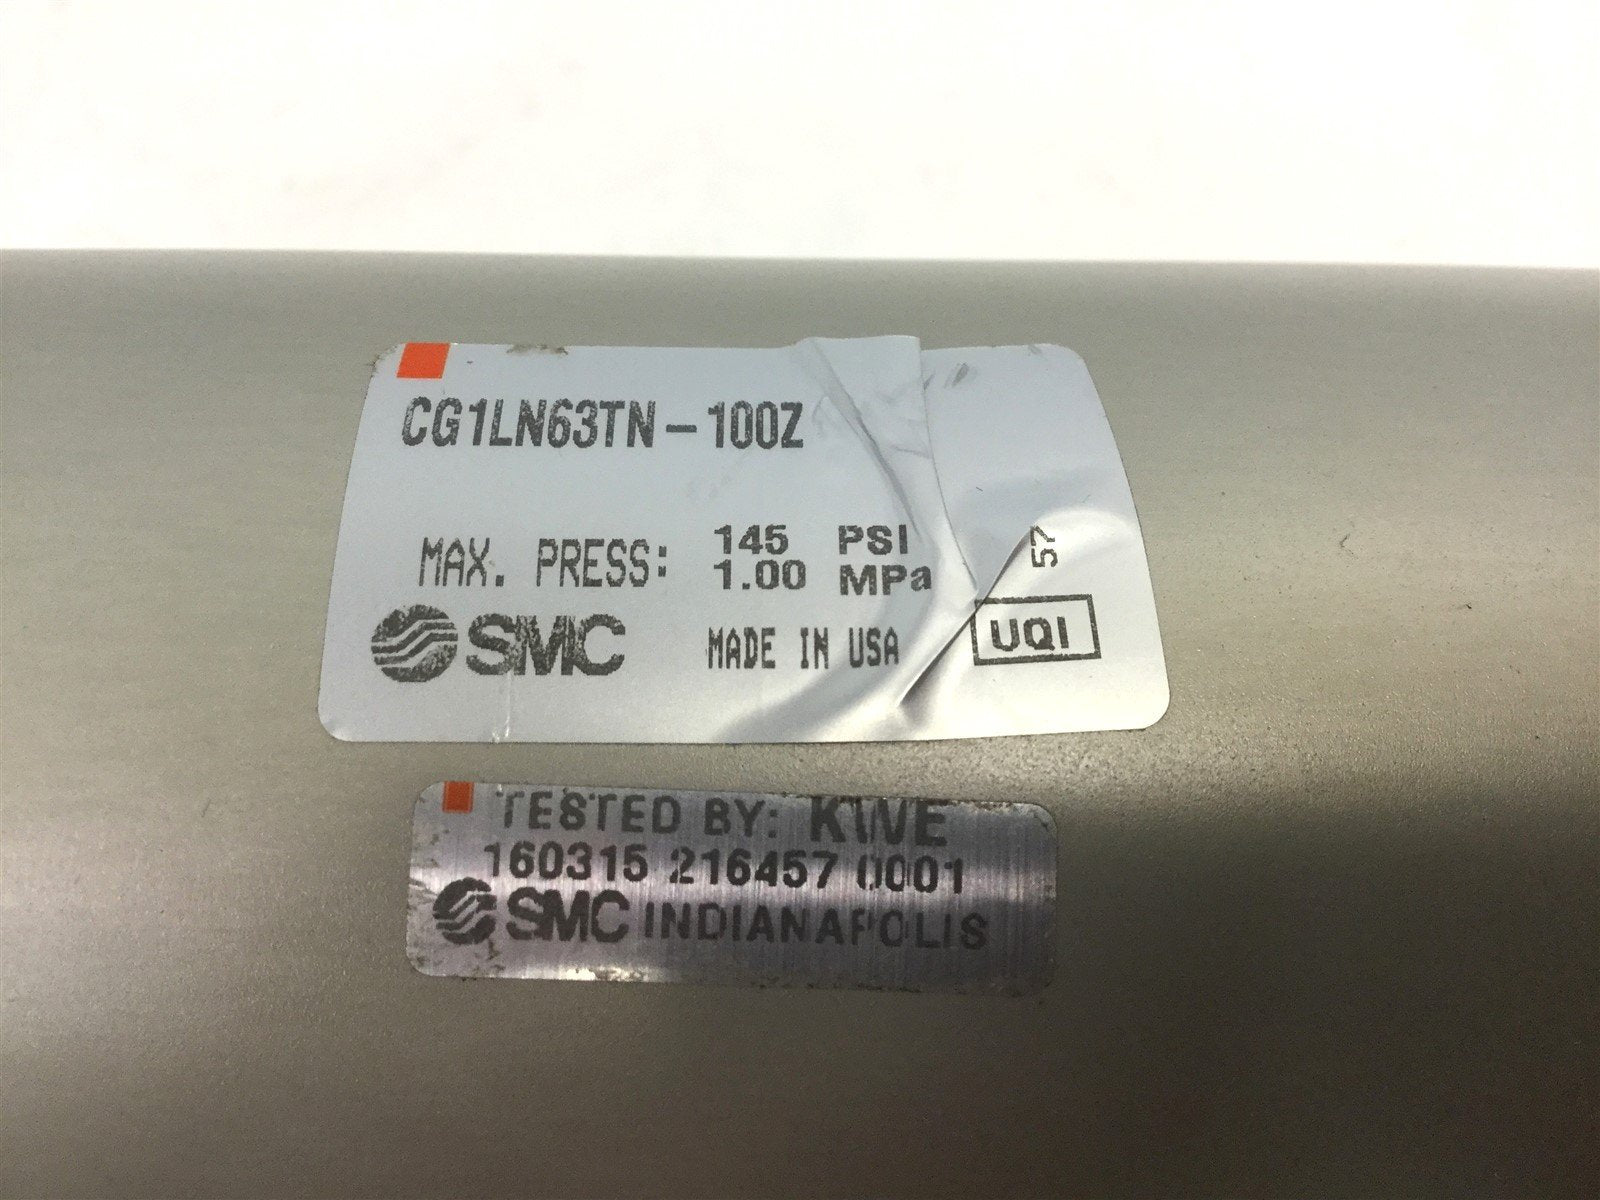 CG1LN63TN-100Z
MAX. PRESS: 145 PSI
1.00 MPa
57
SMC MADE IN USA UQI
TESTED BY: KWE
160315 216457 0001
SMC INDIANAPOLIS